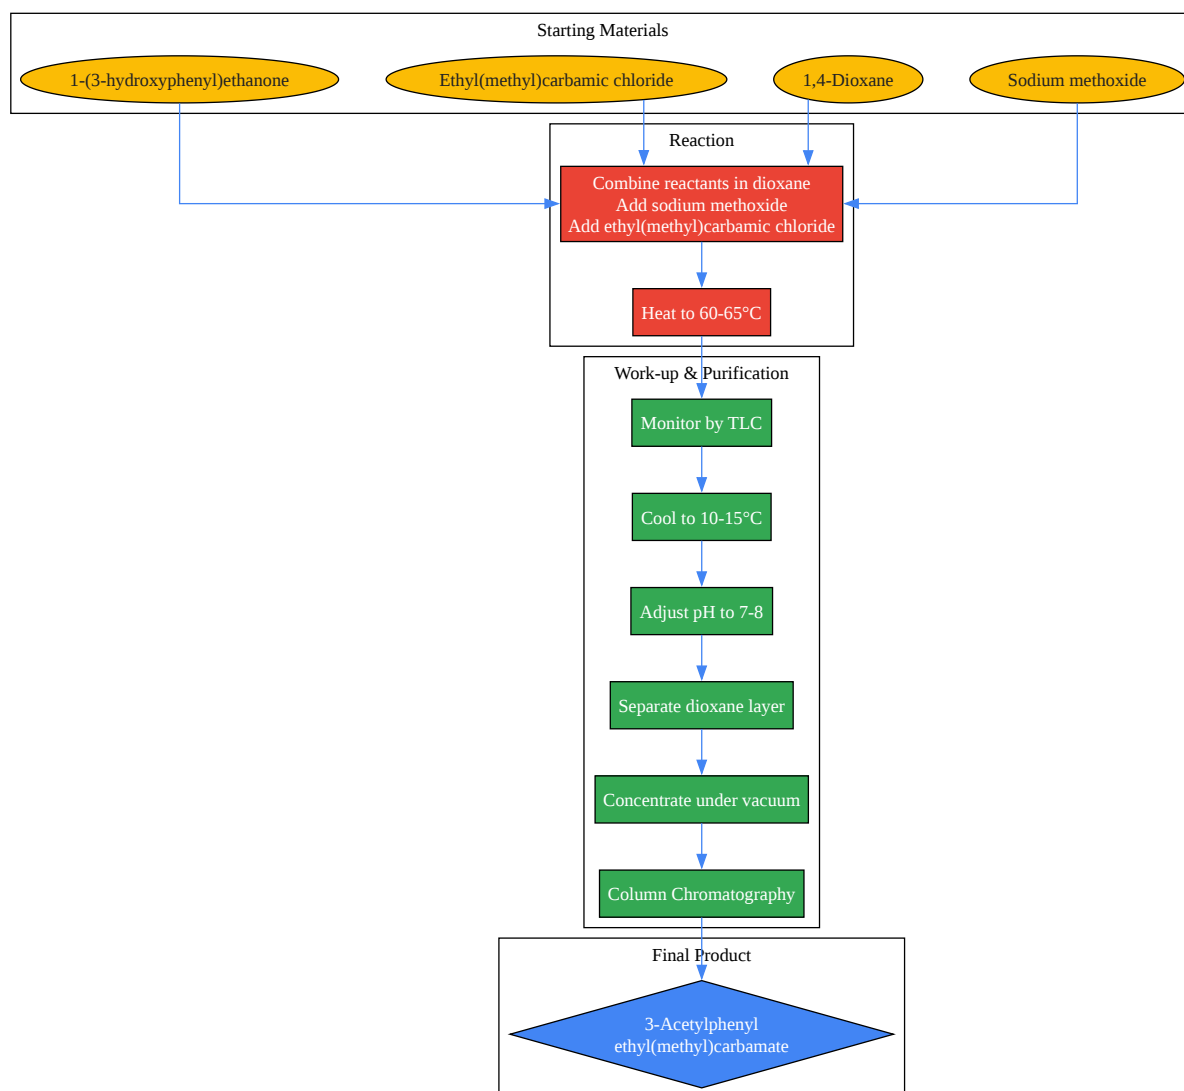 Starting Materials
1-(3-hydroxyphenyl)ethanone
Ethyl(methyl)carbamic chloride
1,4-Dioxane
Sodium methoxide
Reaction
Combine reactants in dioxane
Add sodium methoxide
Add ethyl(methyl)carbamic chloride
Heat to 60-65°C
Work-up & Purification
Monitor by TLC
Cool to 10-15°C
Adjust pH to 7-8
Separate dioxane layer
Concentrate under vacuum
Column Chromatography
Final Product
3-Acetylphenyl
ethyl(methyl)carbamate